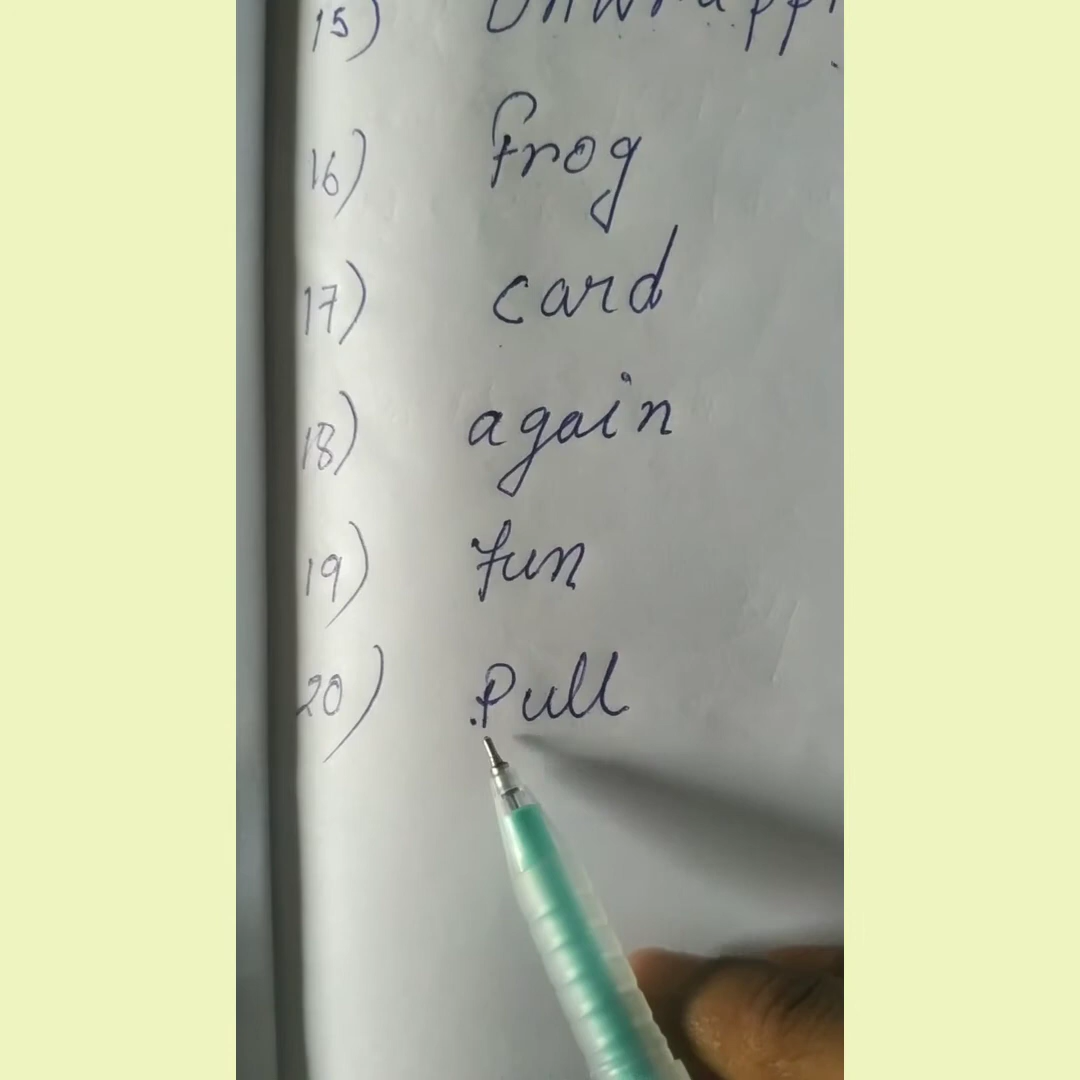 15)
16) Frog
17) card
18) again
19) fun
20) Pull